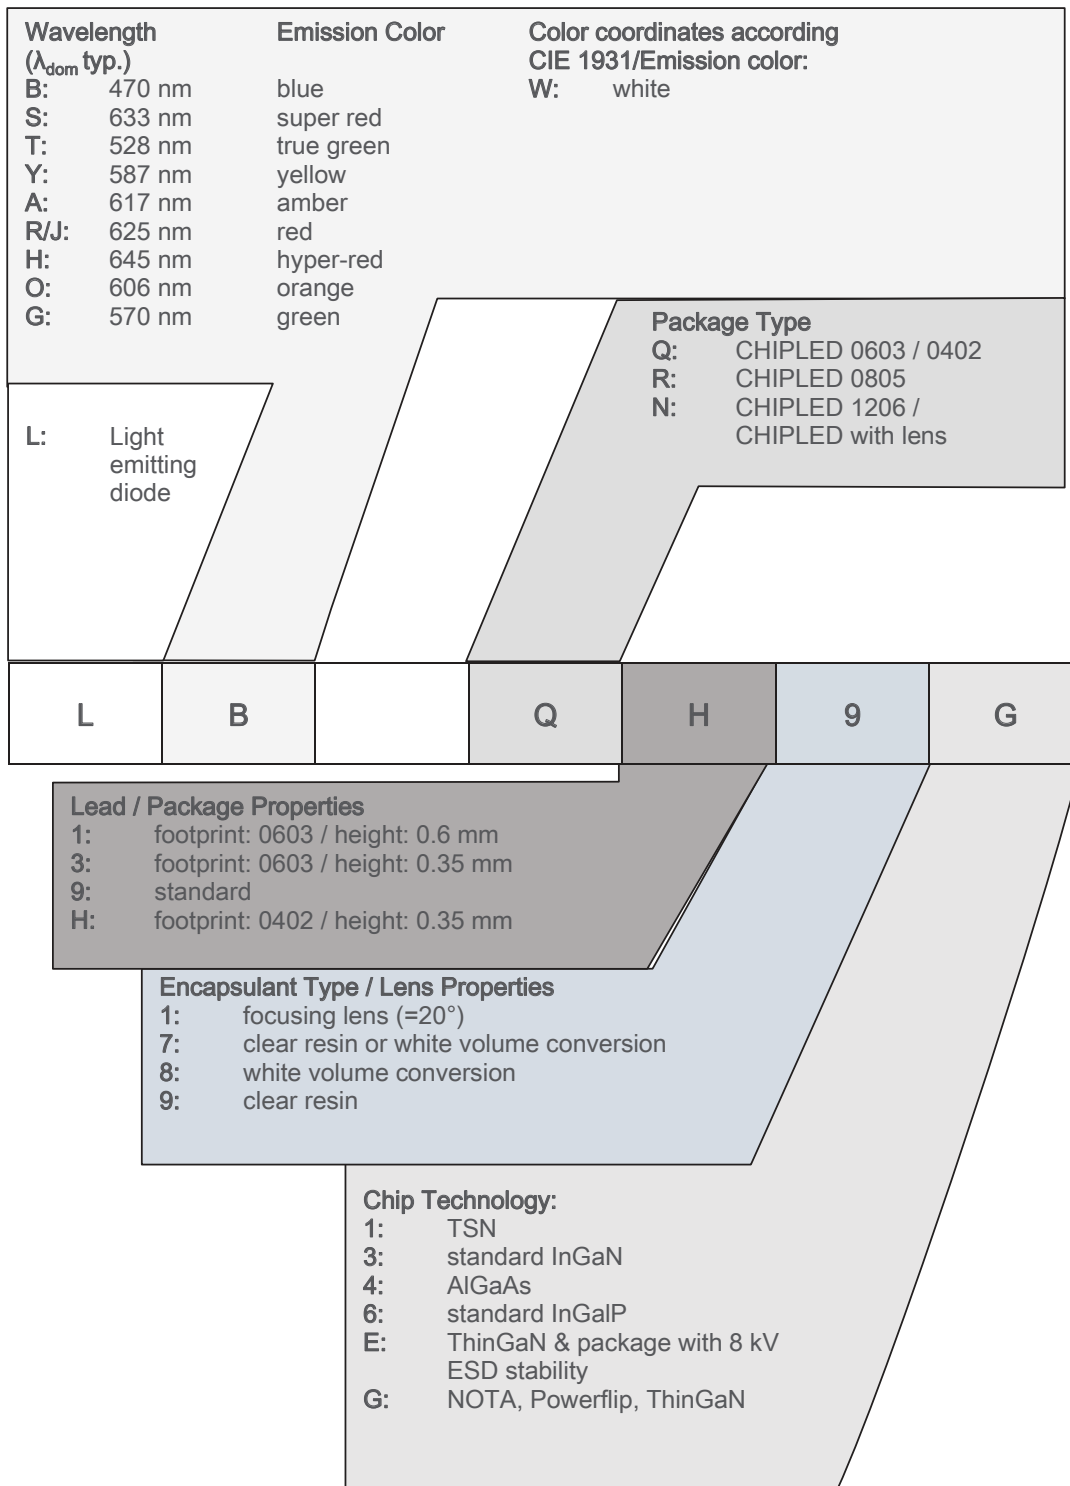 Wavelength Emission Color Color coordinates according
(λdom typ.) CIE 1931/Emission color:
B: 470 nm blue W: white
S: 633 nm super red
T: 528 nm true green
Y: 587 nm yellow
A: 617 nm amber
R/J: 625 nm red
H: 645 nm hyper-red
O: 606 nm orange
G: 570 nm green
Package Type
Q: CHIPLED 0603 / 0402
R: CHIPLED 0805
N: CHIPLED 1206 /
CHIPLED with lens
L: Light
emitting
diode
L B Q H 9 G
Lead / Package Properties
1: footprint: 0603 / height: 0.6 mm
3: footprint: 0603 / height: 0.35 mm
9: standard
H: footprint: 0402 / height: 0.35 mm
Encapsulant Type / Lens Properties
1: focusing lens (=20°)
7: clear resin or white volume conversion
8: white volume conversion
9: clear resin
Chip Technology:
1: TSN
3: standard InGaN
4: AlGaAs
6: standard InGalP
E: ThinGaN & package with 8 kV
ESD stability
G: NOTA, Powerflip, ThinGaN